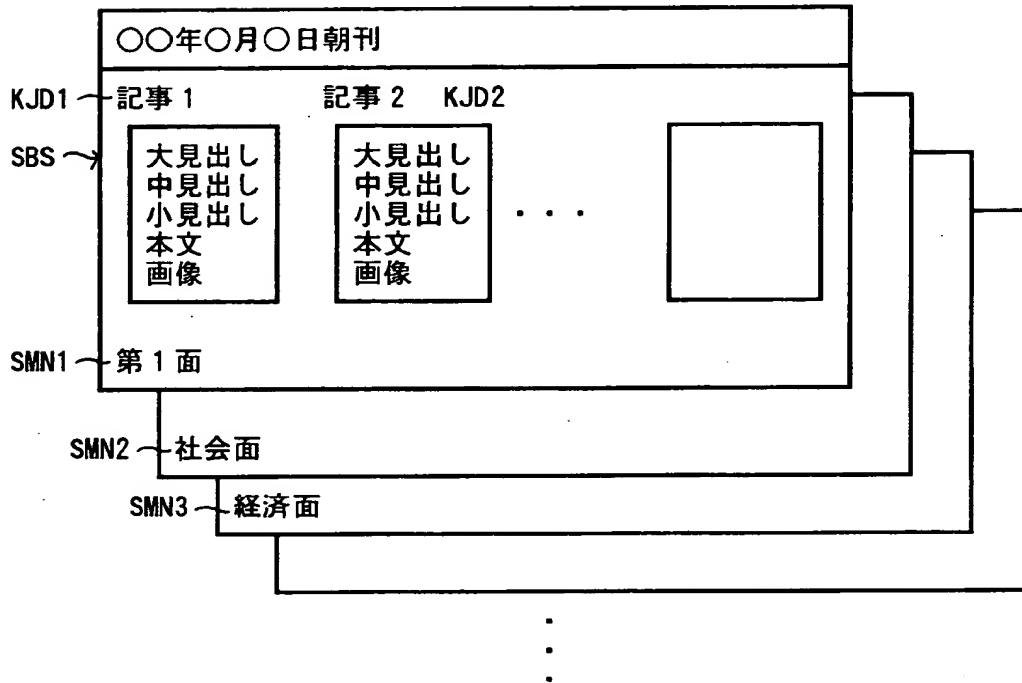 ○○年○月○日朝刊
KJD1 記事1 記事2 KJD2
SBS
大見出し
中見出し
小見出し
本文
画像
大見出し
中見出し
小見出し
本文
画像
・・・
SMN1 第1面
SMN2 社会面
SMN3 経済面